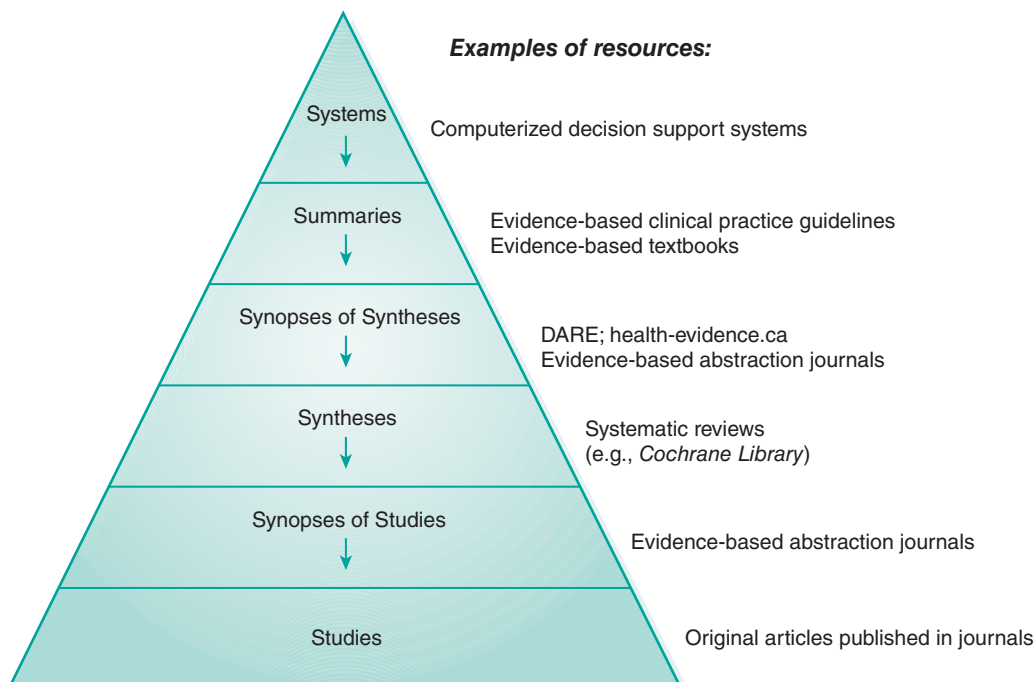 Examples of resources:
Systems
Computerized decision support systems
Summaries
Evidence-based clinical practice guidelines
Evidence-based textbooks
Synopses of Syntheses
DARE; health-evidence.ca
Evidence-based abstraction journals
Syntheses
Systematic reviews
(e.g., Cochrane Library)
Synopses of Studies
Evidence-based abstraction journals
Studies
Original articles published in journals